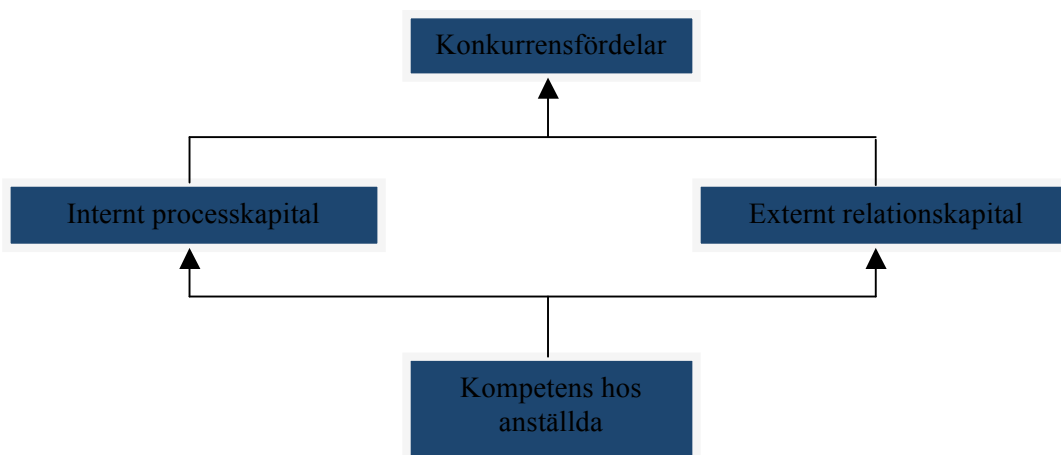 Konkurrensfördelar
Internt processkapital
Externt relationskapital
Kompetens hos
anställda